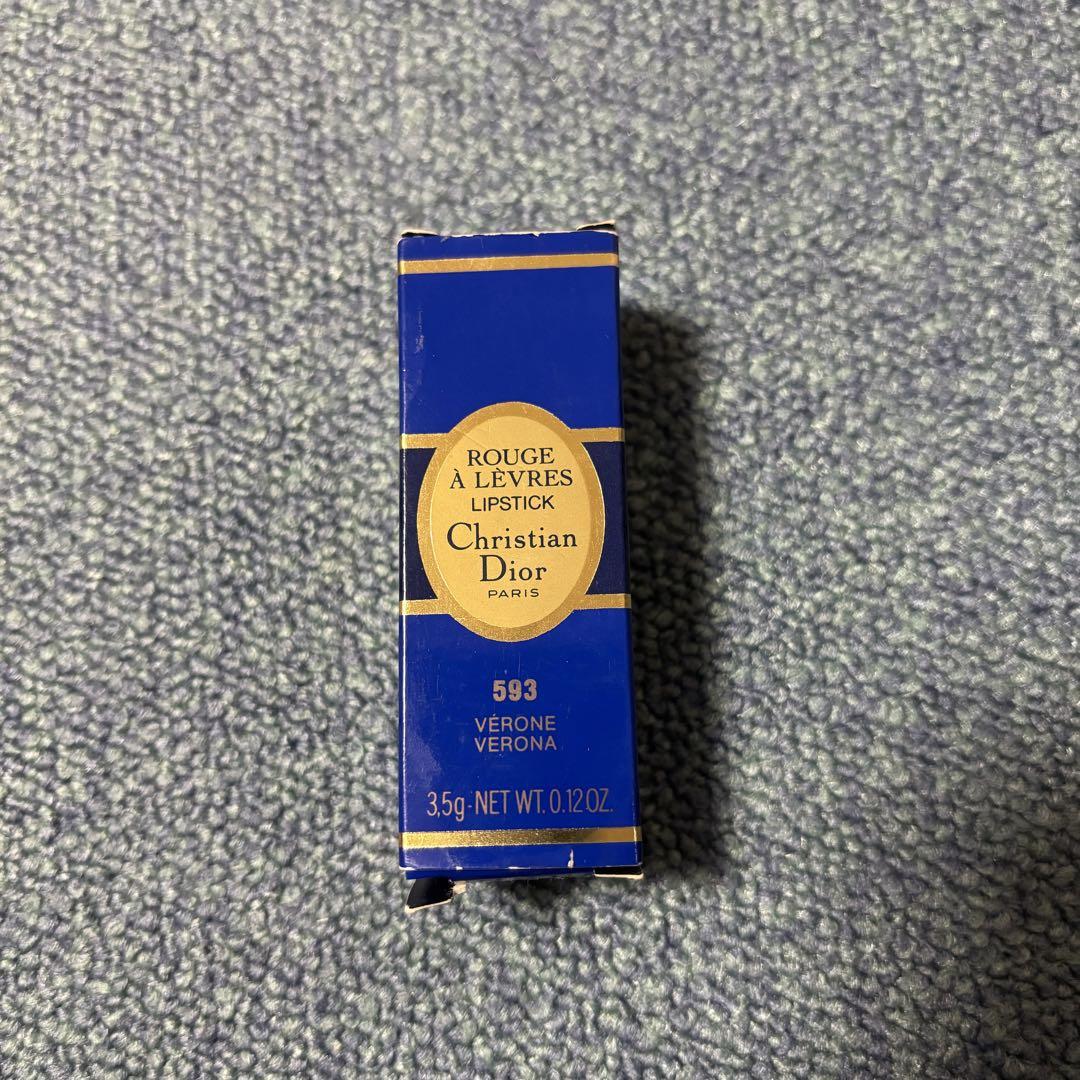 ROUGE
À LÈVRES
LIPSTICK
Christian
Dior
PARIS
593
VÉRONE
VERONA
3,5g-NET WT. 0.12 OZ.